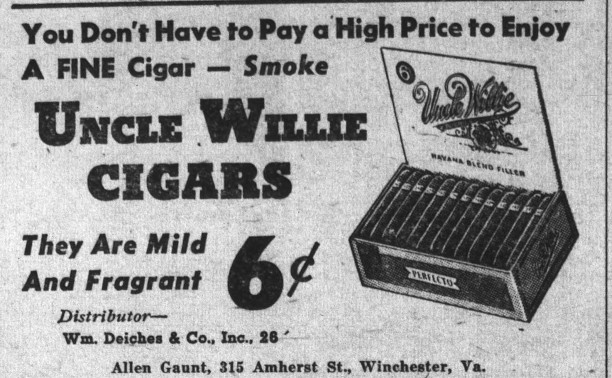 You Don't Have to Pay a High Price to Enjoy
A FINE Cigar — Smoke
UNCLE WILLIE
CIGARS
They Are Mild
And Fragrant
6¢
Distributor—
Wm. Deiches & Co., Inc., 26
Allen Gaunt, 315 Amherst St., Winchester, Va.
6
Uncle Willie
HAVANA BLEND FILLER
PERFECTO